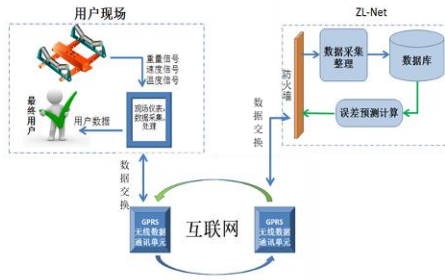 用户现场
重量信号
速度信号
温度信号
最终用户
用户数据
现场仪表、
数据采集、
处理
数据交换
GPRS
无线数据
通讯单元
互联网
GPRS
无线数据
通讯单元
数据交换
ZL-Net
防火墙
数据采集
整理
数据库
误差预测计算